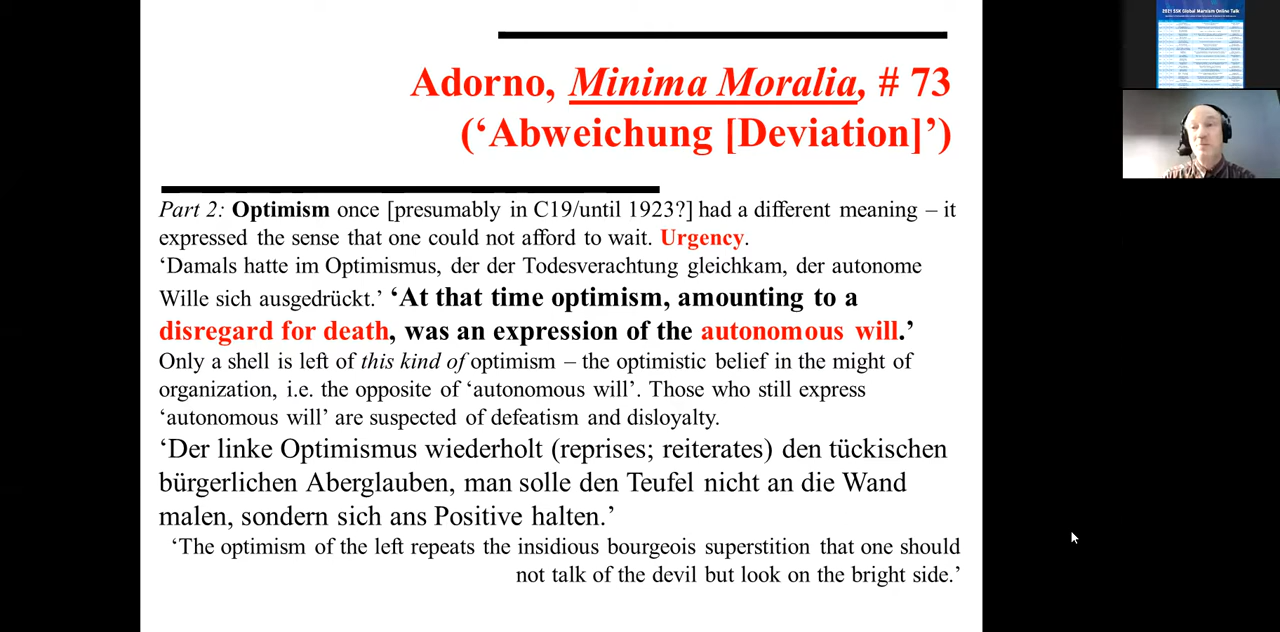 2021 SSK Global Marxism Online Talk
Adorno, Minima Moralia, # 73
(‘Abweichung [Deviation]’)
Part 2: Optimism once [presumably in C19/until 1923?] had a different meaning – it
expressed the sense that one could not afford to wait. Urgency.
‘Damals hatte im Optimismus, der der Todesverachtung gleichkam, der autonome
Wille sich ausgedrückt.’ ‘At that time optimism, amounting to a
disregard for death, was an expression of the autonomous will.’
Only a shell is left of this kind of optimism – the optimistic belief in the might of
organization, i.e. the opposite of ‘autonomous will’. Those who still express
‘autonomous will’ are suspected of defeatism and disloyalty.
‘Der linke Optimismus wiederholt (reprises; reiterates) den tückischen
bürgerlichen Aberglauben, man solle den Teufel nicht an die Wand
malen, sondern sich ans Positive halten.’
‘The optimism of the left repeats the insidious bourgeois superstition that one should
not talk of the devil but look on the bright side.’